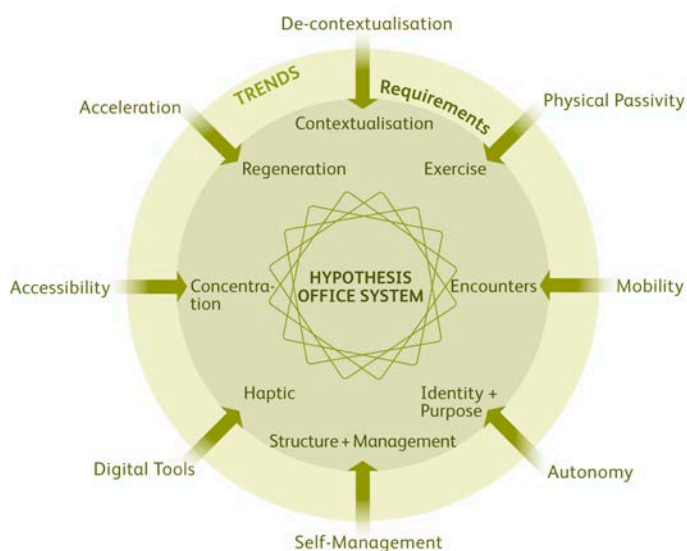 De-contextualisation
TRENDS
Requirements
Acceleration
Physical Passivity
Contextualisation
Regeneration
Exercise
Accessibility
Concentra-
tion
HYPOTHESIS
OFFICE SYSTEM
Encounters
Mobility
Haptic
Identity +
Purpose
Structure + Management
Digital Tools
Autonomy
Self-Management